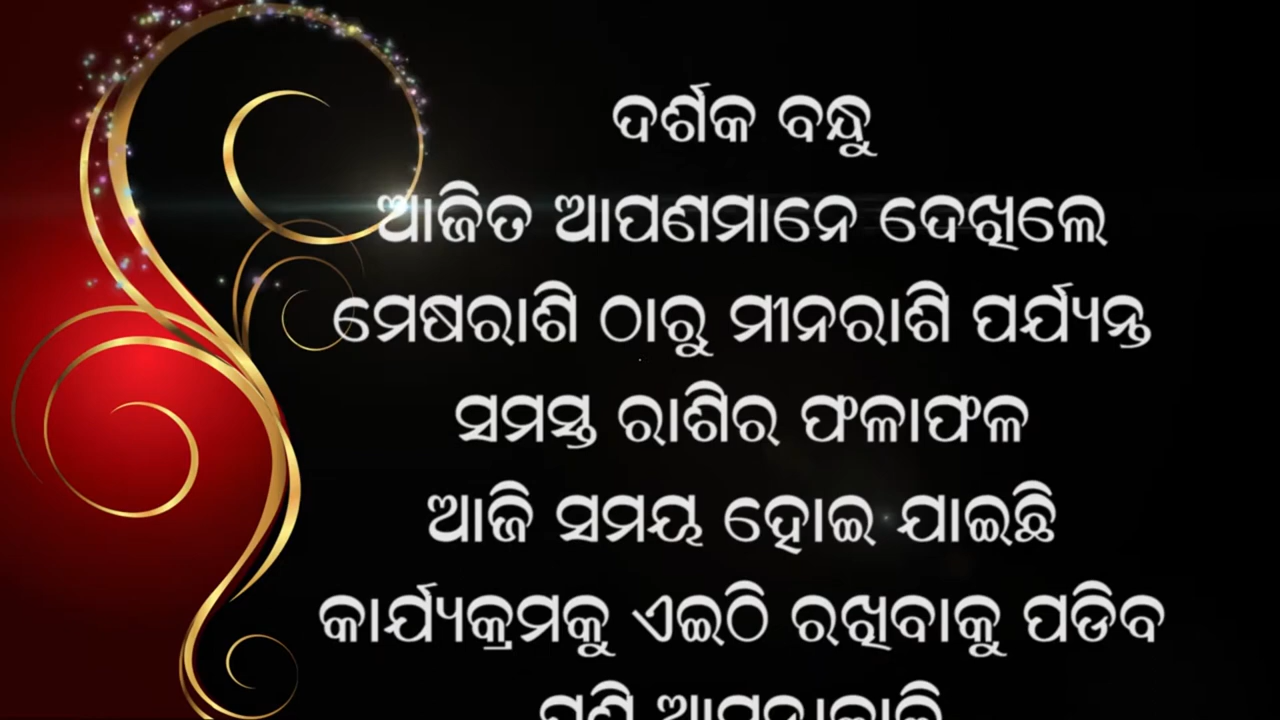 ଦର୍ଶକ ବନ୍ଧୁ
ଆଜିତ ଆପଣମାନେ ଦେଖିଲେ
ମେଷରାଶି ଠାରୁ ମୀନରାଶି ପର୍ଯ୍ୟନ୍ତ
ସମସ୍ତ ରାଶିର ଫଳାଫଳ
ଆଜି ସମୟ ହୋଇ ଯାଇଛି
କାର୍ଯ୍ୟକ୍ରମକୁ ଏଇଠି ରଖିବାକୁ ପଡିବ